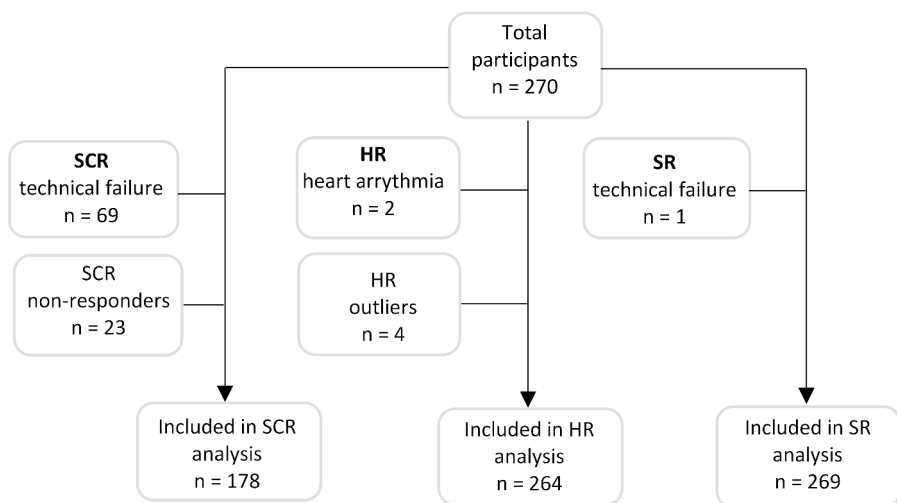 Total
participants
n = 270
SCR
technical failure
n = 69
HR
heart arrythmia
n = 2
SR
technical failure
n = 1
SCR
non-responders
n = 23
HR
outliers
n = 4
Included in SCR
analysis
n = 178
Included in HR
analysis
n = 264
Included in SR
analysis
n = 269